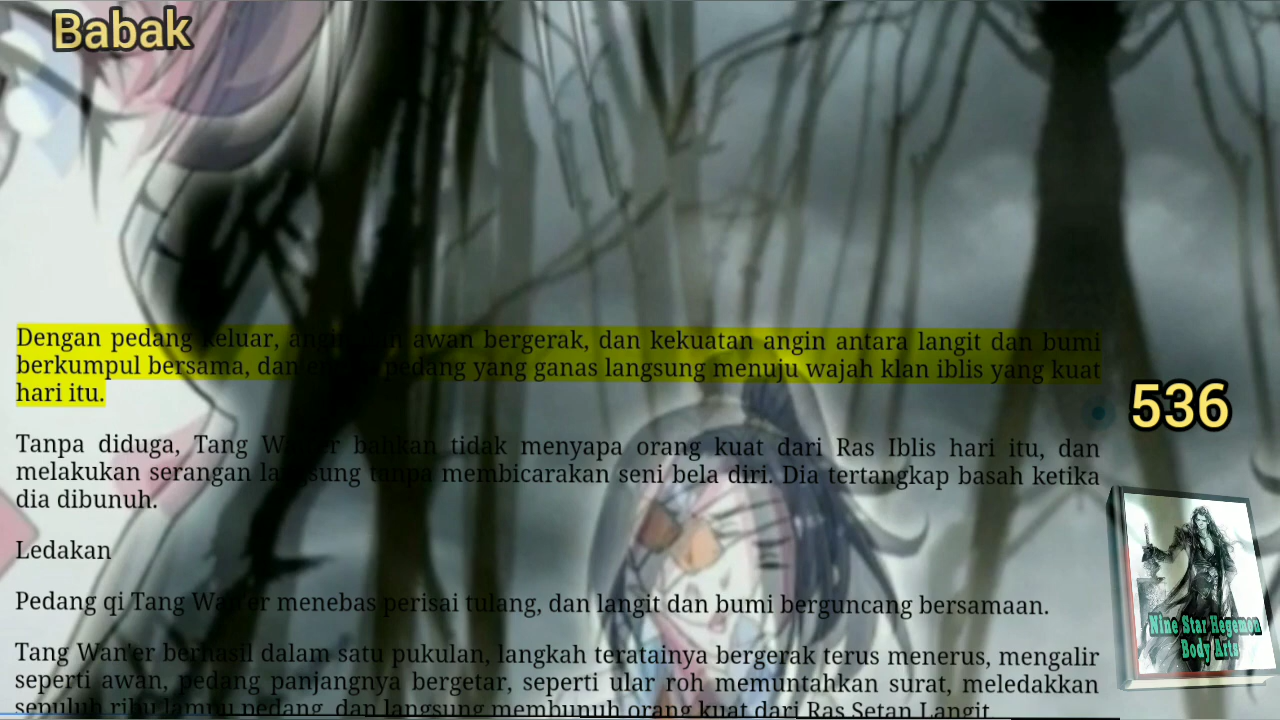 Babak
Dengan pedang keluar, angin dan awan bergerak, dan kekuatan angin antara langit dan bumi
berkumpul bersama, dan energi pedang yang ganas langsung menuju wajah klan iblis yang kuat
hari itu.
536
Tanpa diduga, Tang Wan'er bahkan tidak menyapa orang kuat dari Ras Iblis hari itu, dan
melakukan serangan langsung tanpa membicarakan seni bela diri. Dia tertangkap basah ketika
dia dibunuh.
Ledakan
Pedang qi Tang Wan'er menebas perisai tulang, dan langit dan bumi berguncang bersamaan.
Tang Wan'er berhasil dalam satu pukulan, langkah teratainya bergerak terus menerus, mengalir
seperti awan, pedang panjangnya bergetar, seperti ular roh memuntahkan surat, meledakkan
sepuluh ribu lampu pedang, dan langsung membunuh orang kuat dari Ras Setan Langit
Nine Star Hegemon
Body Arts